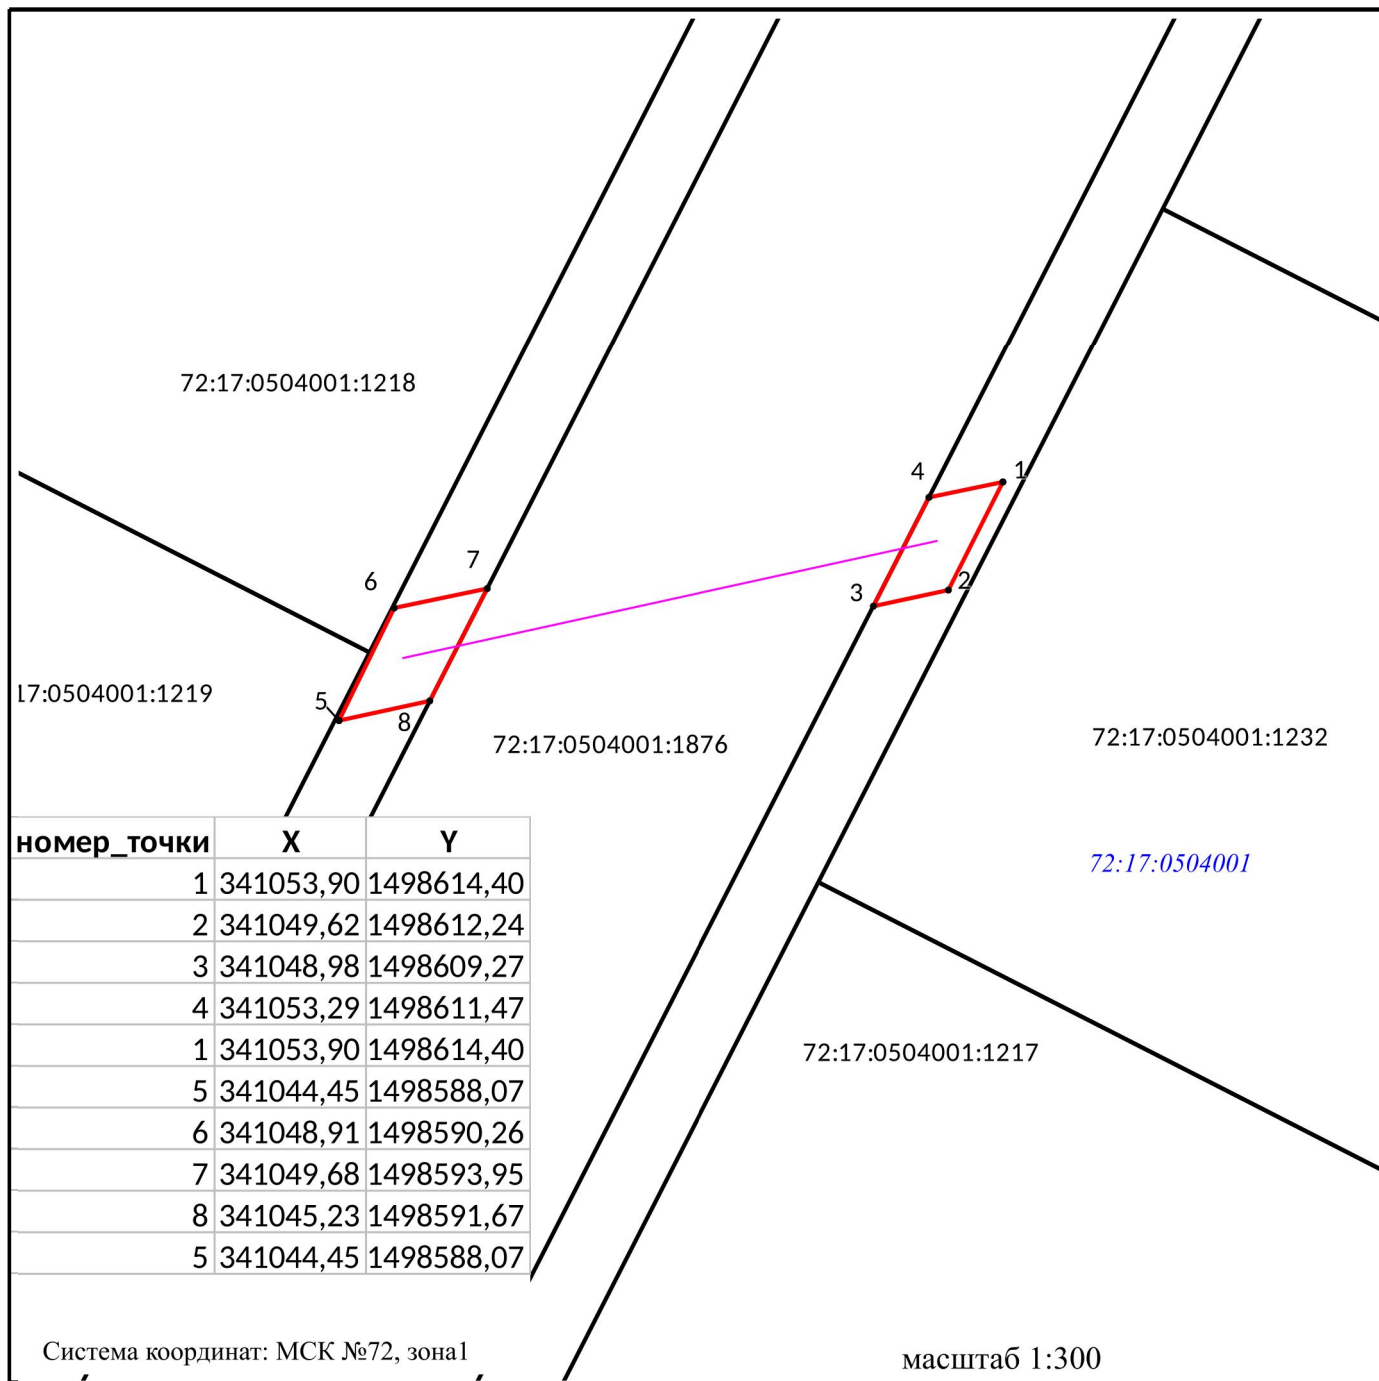 72:17:0504001:1218
4
1
7
6
2
3
17:0504001:1219
5
8
72:17:0504001:1876
72:17:0504001:1232
72:17:0504001
72:17:0504001:1217
номер_точки X Y
1 341053,90 1498614,40
2 341049,62 1498612,24
3 341048,98 1498609,27
4 341053,29 1498611,47
1 341053,90 1498614,40
5 341044,45 1498588,07
6 341048,91 1498590,26
7 341049,68 1498593,95
8 341045,23 1498591,67
5 341044,45 1498588,07
Система координат: МСК №72, зона1
масштаб 1:300